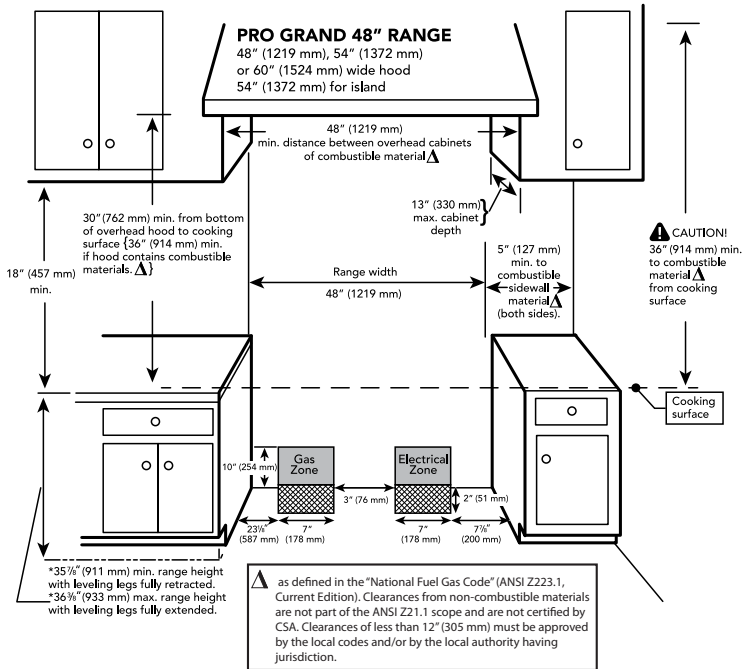 PRO GRAND 48” RANGE
48” (1219 mm), 54” (1372 mm)
or 60” (1524 mm) wide hood
54” (1372 mm) for island
48” (1219 mm)
min. distance between overhead cabinets
of combustible material Δ
30” (762 mm) min. from bottom
of overhead hood to cooking
surface {36” (914 mm) min.
if hood contains combustible
materials. Δ}
13” (330 mm)
max. cabinet
depth
18” (457 mm)
min.
Range width
48” (1219 mm)
5” (127 mm)
min. to
combustible
sidewall
material Δ
(both sides).
CAUTION!
36” (914 mm) min.
to combustible
material Δ
from cooking
surface
Cooking
surface
10” (254 mm)
Gas
Zone
Electrical
Zone
3” (76 mm)
2” (51 mm)
23⅛”
(587 mm)
7”
(178 mm)
7”
(178 mm)
7⅞”
(200 mm)
*35⅞” (911 mm) min. range height
with leveling legs fully retracted.
*36¾” (933 mm) max. range height
with leveling legs fully extended.
Δ as defined in the “National Fuel Gas Code” (ANSI Z223.1,
Current Edition). Clearances from non-combustible materials
are not part of the ANSI Z21.1 scope and are not certified by
CSA. Clearances of less than 12” (305 mm) must be approved
by the local codes and/or by the local authority having
jurisdiction.